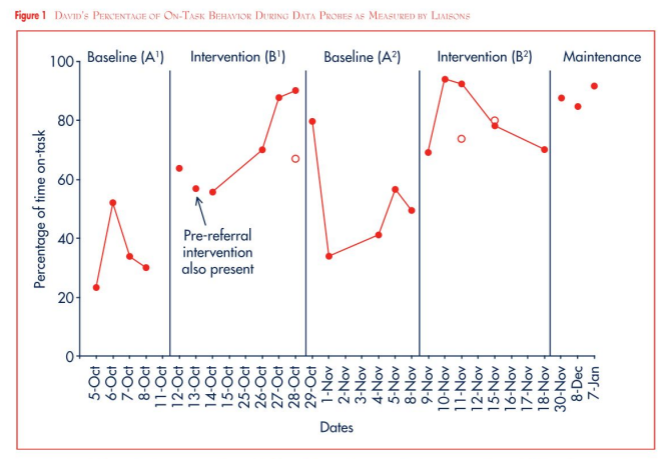 Figure 1 David's Percentage of On-Task Behavior During Data Probes as Measured by Liaisons
Baseline (A¹)
Intervention (B¹)
Baseline (A²)
Intervention (B²)
Maintenance
Percentage of time on-task
100
80
60
40
20
0
Pre-referral
intervention
also present
5-Oct
6-Oct
7-Oct
8-Oct
11-Oct
12-Oct
13-Oct
14-Oct
15-Oct
25-Oct
26-Oct
27-Oct
28-Oct
29-Oct
1-Nov
2-Nov
3-Nov
4-Nov
5-Nov
8-Nov
9-Nov
10-Nov
11-Nov
12-Nov
15-Nov
16-Nov
17-Nov
18-Nov
30-Nov
8-Dec
7-Jan
Dates